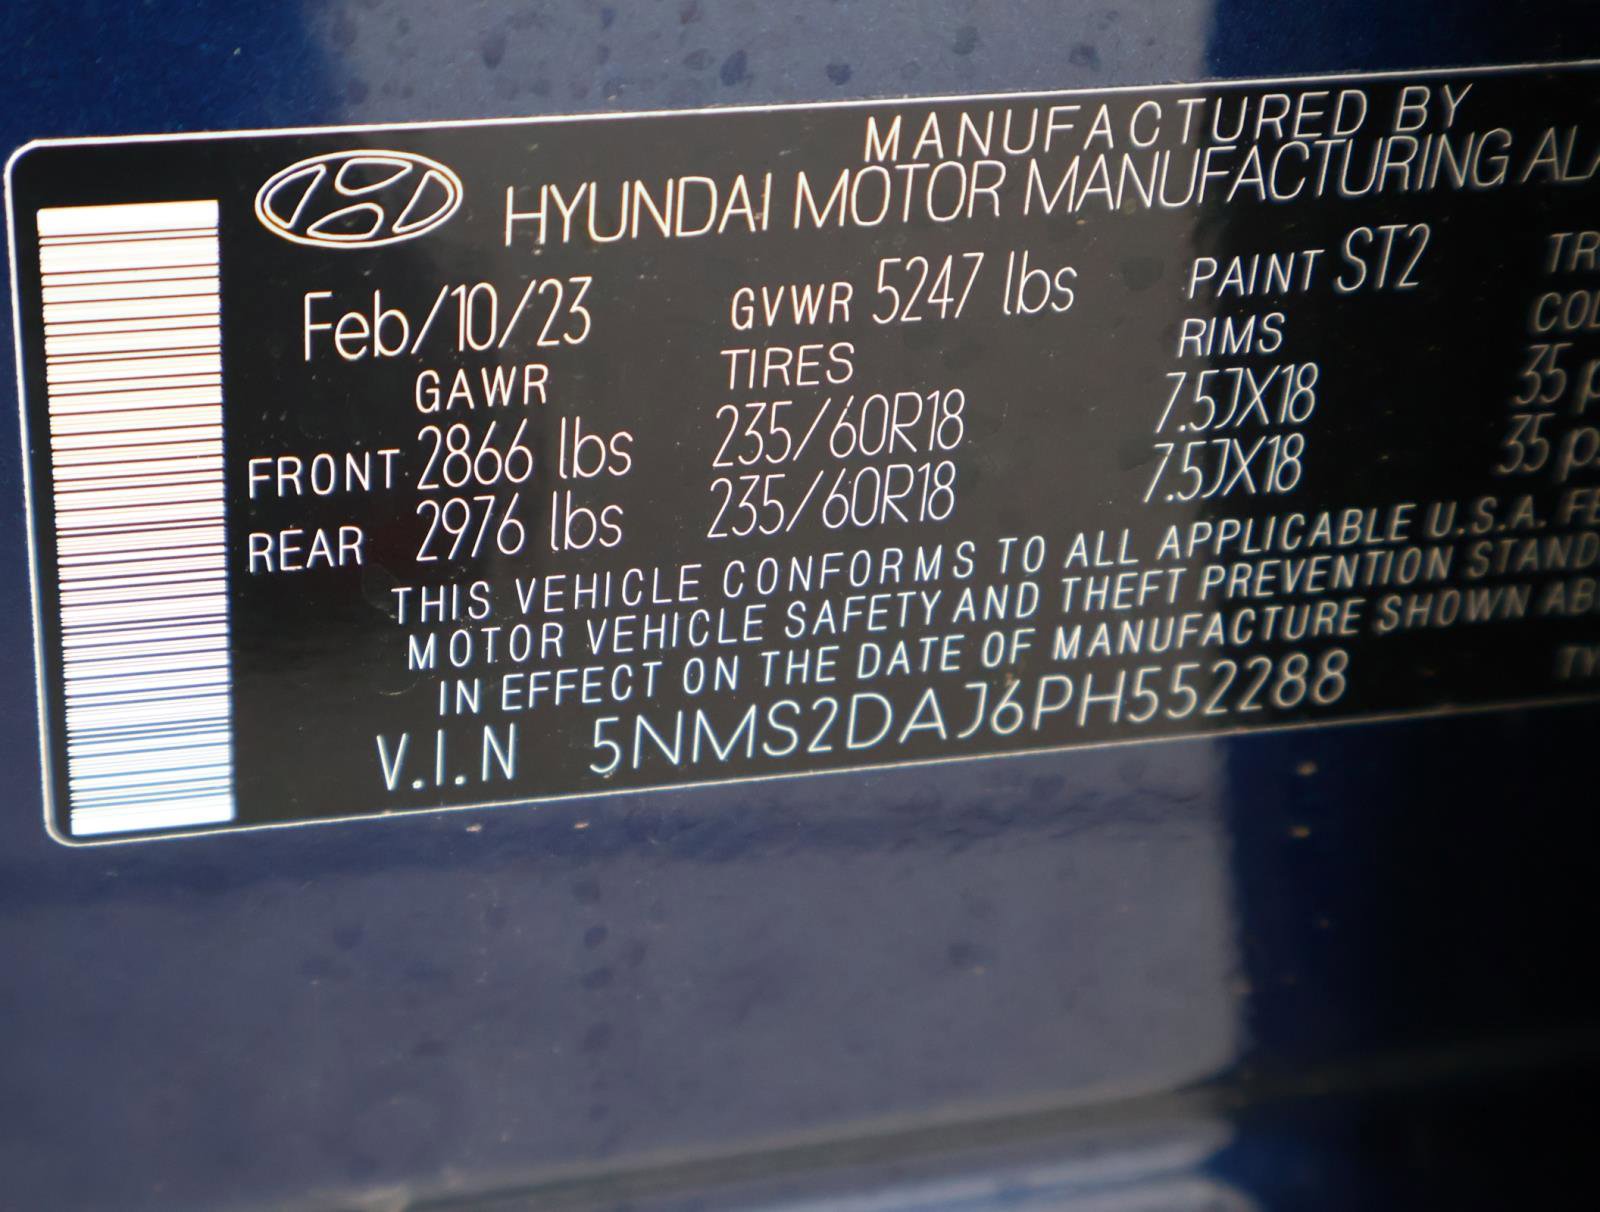 MANUFACTURED BY
HYUNDAI MOTOR MANUFACTURING
Feb/10/23 GVWR 5247 lbs PAINT ST2
GAWR TIRES RIMS
FRONT 2866 lbs 235/60R18 7.5JX18 35
REAR 2976 lbs 235/60R18 7.5JX18 35
THIS VEHICLE CONFORMS TO ALL APPLICABLE U.S.A.
MOTOR VEHICLE SAFETY AND THEFT PREVENTION
IN EFFECT ON THE DATE OF MANUFACTURE SHOWN
V.I.N 5NMS2DAJ6PH552288